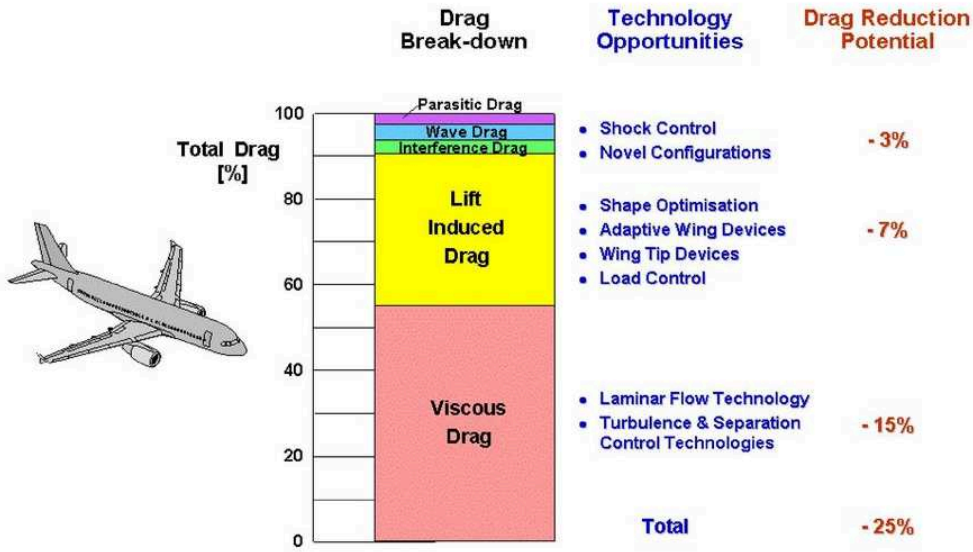 Drag
Break-down
Technology
Opportunities
Drag Reduction
Potential
Total Drag
[%]
100
80
60
40
20
0
Parasitic Drag
Wave Drag
Interference Drag
Lift
Induced
Drag
Viscous
Drag
• Shock Control
• Novel Configurations
- 3%
• Shape Optimisation
• Adaptive Wing Devices
• Wing Tip Devices
• Load Control
- 7%
• Laminar Flow Technology
• Turbulence & Separation
Control Technologies
- 15%
Total
- 25%